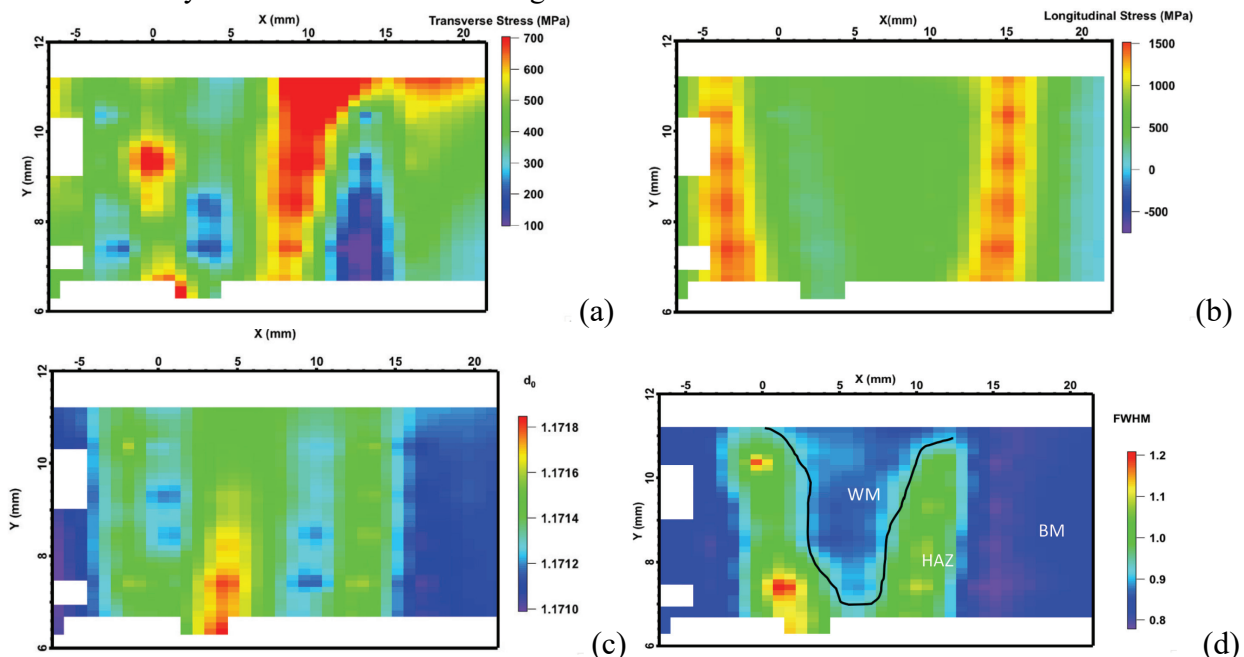 X (mm)
Transverse Stress (MPa)
-5 0 5 10 15 20
12
10
8
6
Y (mm)
700
600
500
400
300
200
100
(a)
X(mm)
Longitudinal Stress (MPa)
-5 0 5 10 15 20
12
10
8
6
Y (mm)
1500
1000
500
0
-500
(b)
X (mm)
-5 0 5 10 15 20
d0
12
10
8
6
Y (mm)
1.1718
1.1716
1.1714
1.1712
1.1710
(c)
X (mm)
-5 0 5 10 15 20
FWHM
12
10
8
6
Y (mm)
1.2
1.1
1.0
0.9
0.8
WM
HAZ
BM
(d)